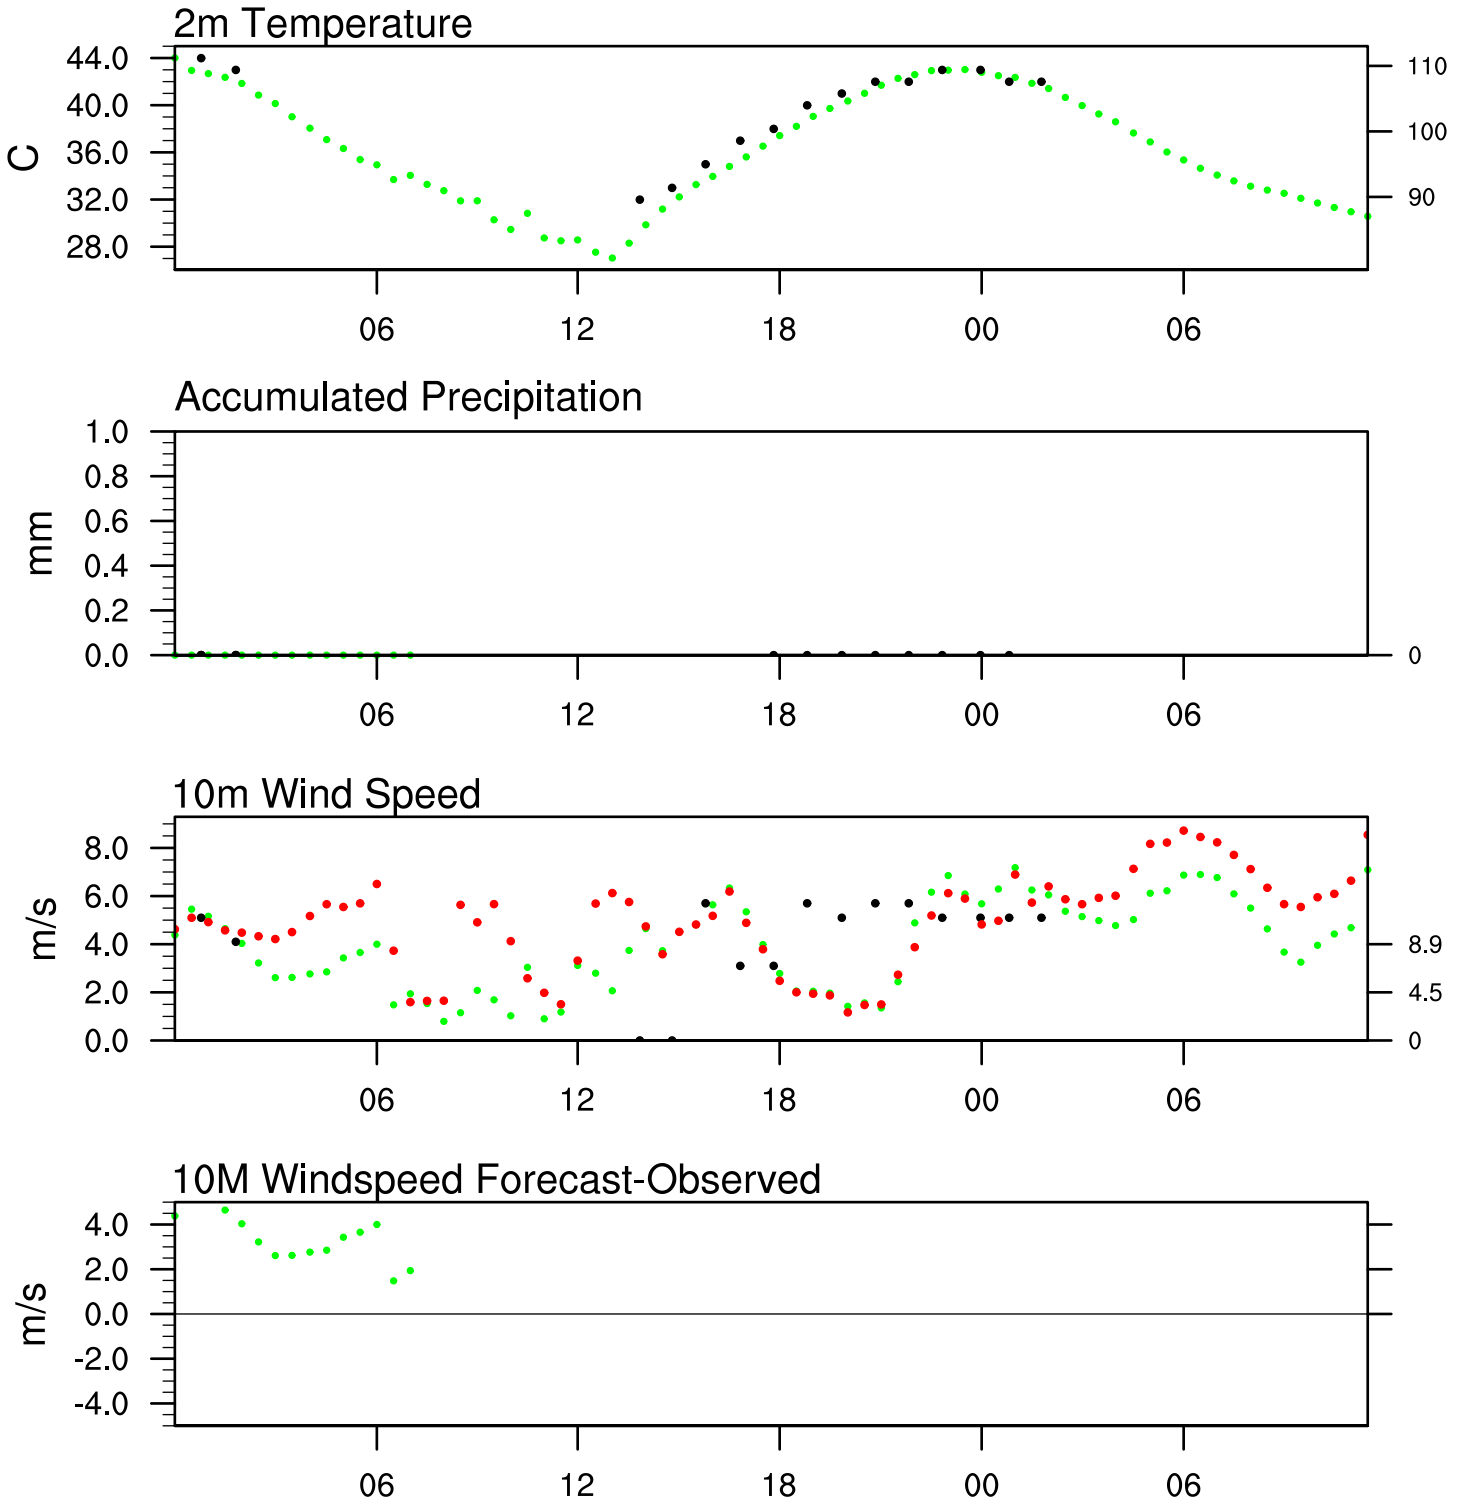 2m Temperature
44.0
40.0
36.0
32.0
28.0
C
110
100
90
06 12 18 00 06
Accumulated Precipitation
1.0
0.8
0.6
0.4
0.2
0.0
mm
0
06 12 18 00 06
10m Wind Speed
8.0
6.0
4.0
2.0
0.0
m/s
8.9
4.5
0
06 12 18 00 06
10M Windspeed Forecast-Observed
4.0
2.0
0.0
-2.0
-4.0
m/s
06 12 18 00 06